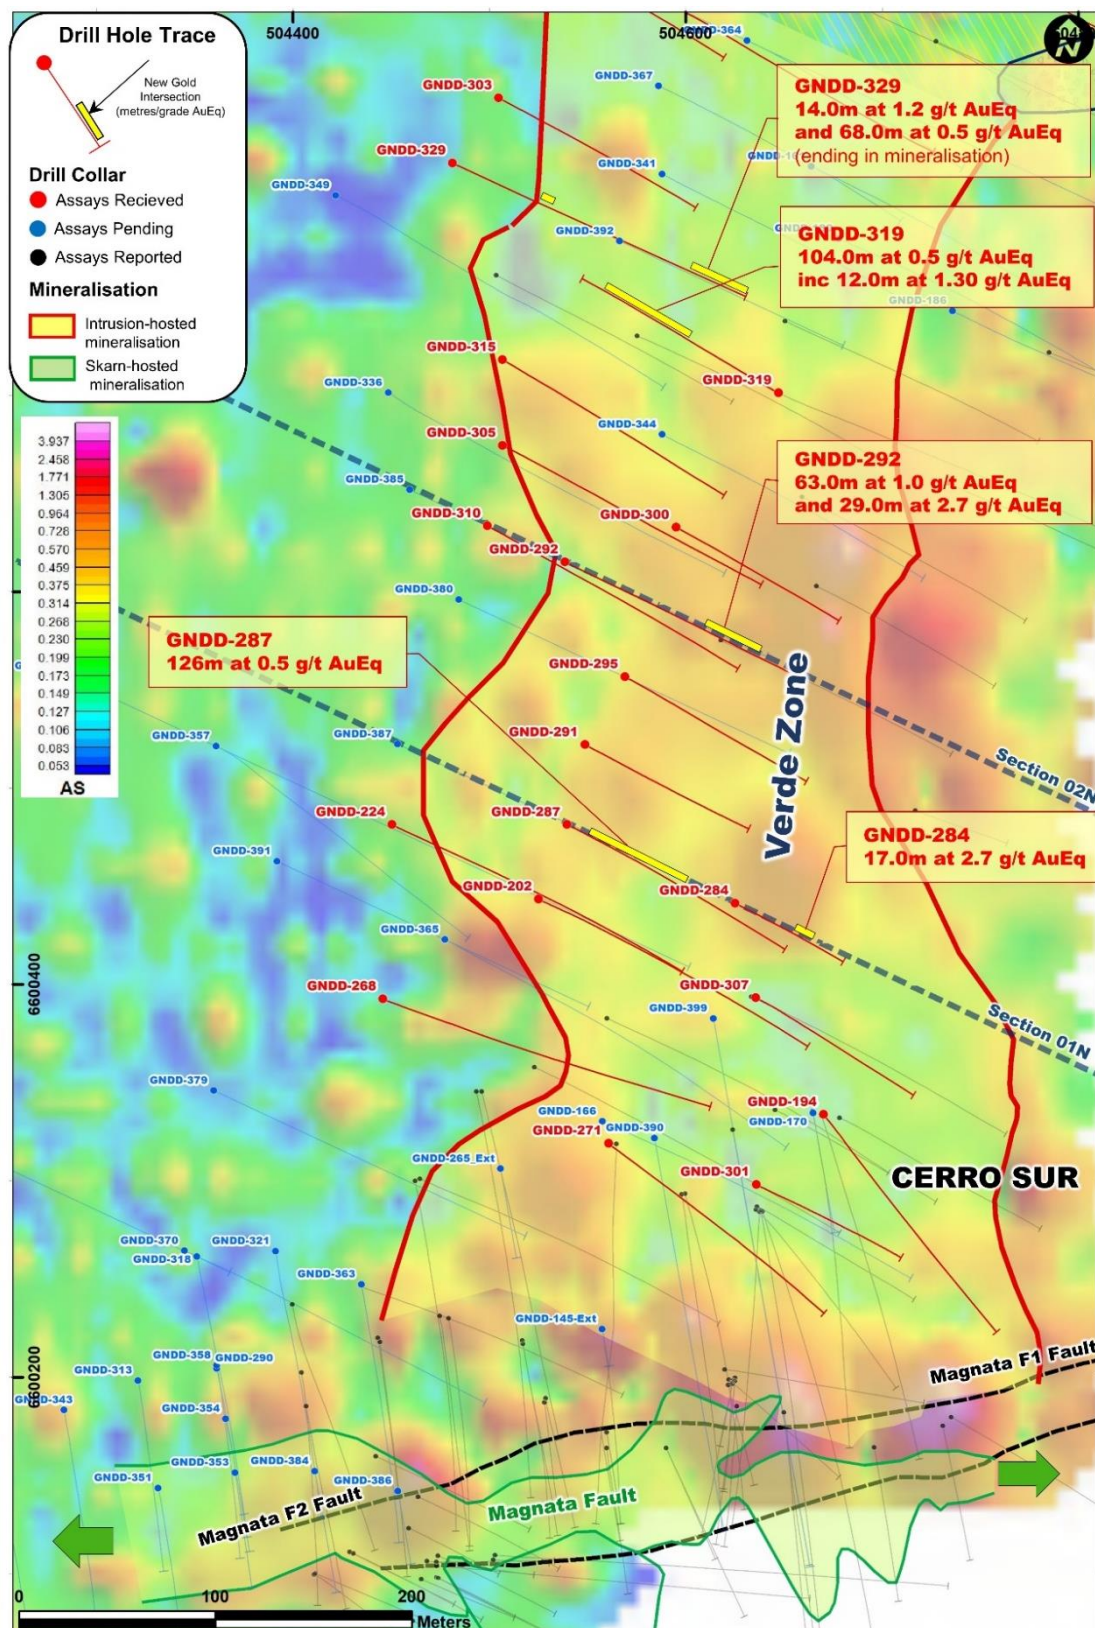 Drill Hole Trace
New Gold
Intersection
(metres/grade AuEq)
Drill Collar
Assays Recieved
Assays Pending
Assays Reported
Mineralisation
Intrusion-hosted
mineralisation
Skarn-hosted
mineralisation
3.937
2.458
1.771
1.305
0.964
0.728
0.570
0.459
0.375
0.314
0.268
0.230
0.199
0.173
0.149
0.127
0.106
0.083
0.053
AS
504400
504600
N
GNDD-364
GNDD-303
GNDD-367
GNDD-329
14.0m at 1.2 g/t AuEq
and 68.0m at 0.5 g/t AuEq
(ending in mineralisation)
GNDD-329
GNDD-341
GNDD-349
GNDD-392
GNDD-319
104.0m at 0.5 g/t AuEq
inc 12.0m at 1.30 g/t AuEq
GNDD-186
GNDD-315
GNDD-336
GNDD-319
GNDD-305
GNDD-344
GNDD-292
63.0m at 1.0 g/t AuEq
and 29.0m at 2.7 g/t AuEq
GNDD-385
GNDD-310
GNDD-300
GNDD-292
GNDD-380
GNDD-287
126m at 0.5 g/t AuEq
GNDD-295
Verde Zone
GNDD-357
GNDD-387
GNDD-291
Section 02N
GNDD-224
GNDD-287
GNDD-284
17.0m at 2.7 g/t AuEq
GNDD-391
GNDD-202
GNDD-284
GNDD-365
6600400
GNDD-268
GNDD-307
GNDD-399
Section 01N
GNDD-379
GNDD-166
GNDD-194
GNDD-271
GNDD-390
GNDD-170
GNDD-265_Ext
GNDD-301
CERRO SUR
GNDD-370
GNDD-321
GNDD-318
GNDD-363
GNDD-145-Ext
6600200
GNDD-358
GNDD-290
GNDD-313
Magnata F1 Fault
GNDD-343
GNDD-354
GNDD-351
GNDD-353
GNDD-384
GNDD-386
Magnata F2 Fault
Magnata Fault
0
100
200
Meters